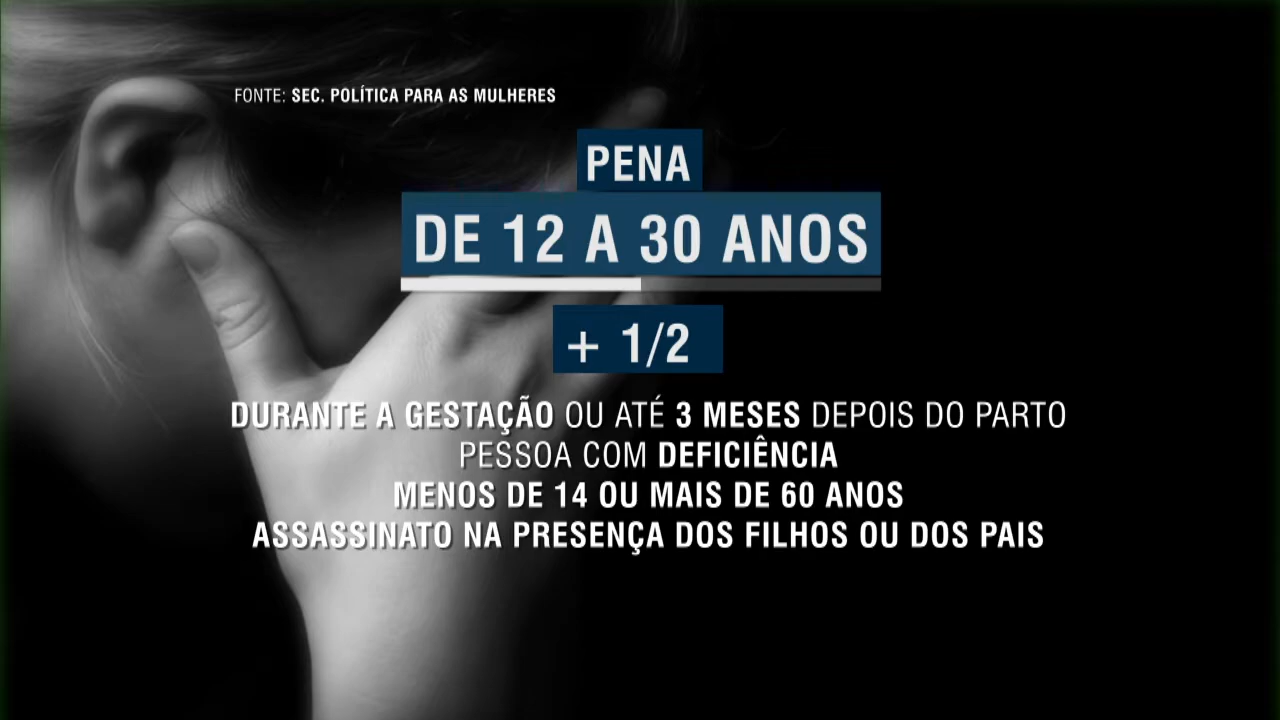 FONTE: SEC. POLÍTICA PARA AS MULHERES
PENA
DE 12 A 30 ANOS
+ 1/2
DURANTE A GESTAÇÃO OU ATÉ 3 MESES DEPOIS DO PARTO
PESSOA COM DEFICIÊNCIA
MENOS DE 14 OU MAIS DE 60 ANOS
ASSASSINATO NA PRESENÇA DOS FILHOS OU DOS PAIS